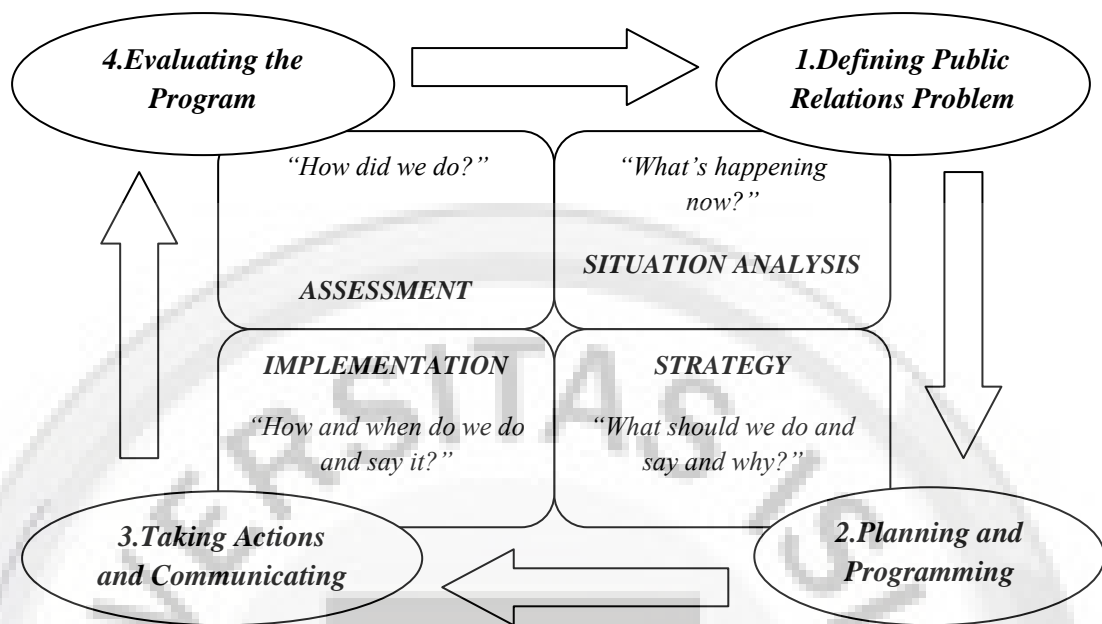 4.Evaluating the
Program
1.Defining Public
Relations Problem
“How did we do?”
ASSESSMENT
“What’s happening
now?”
SITUATION ANALYSIS
IMPLEMENTATION
“How and when do we do
and say it?”
STRATEGY
“What should we do and
say and why?”
3.Taking Actions
and Communicating
2.Planning and
Programming
VERSITAS IS